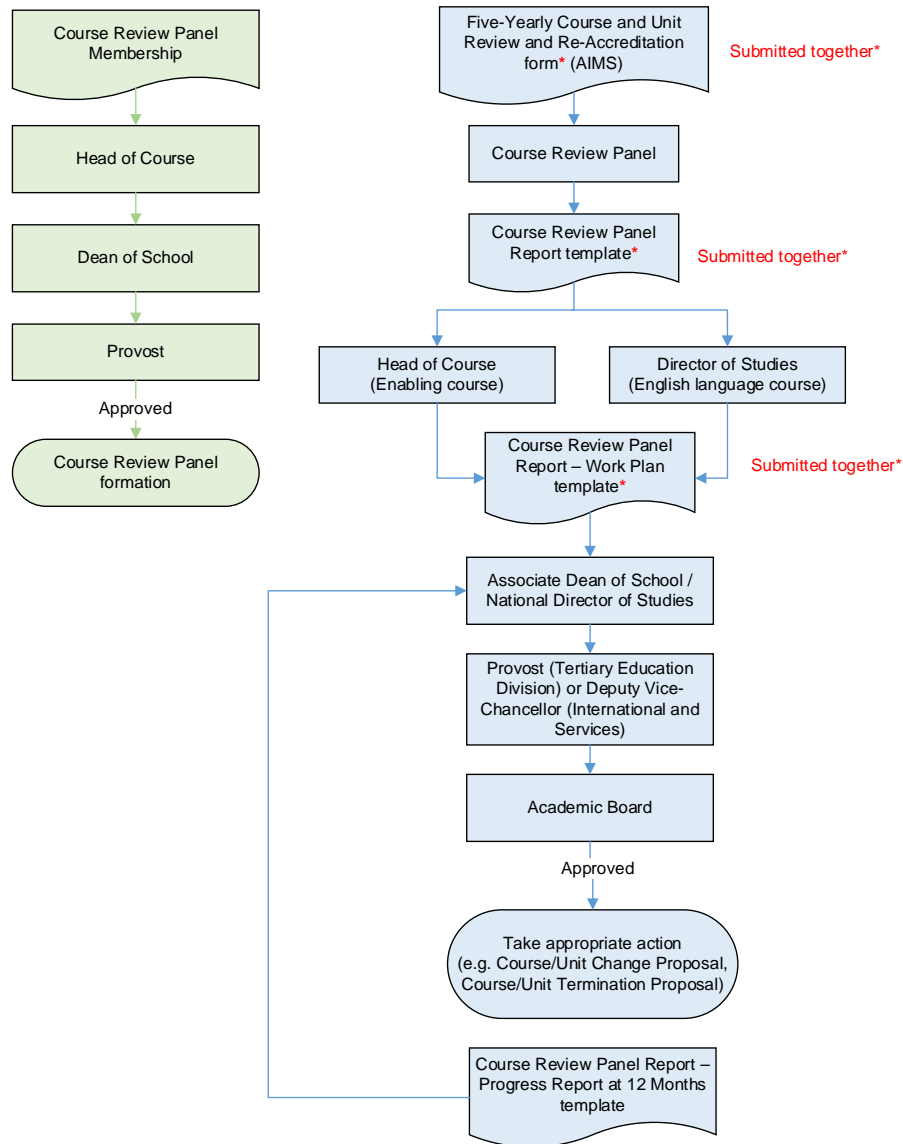 Course Review Panel
Membership
Head of Course
Dean of School
Provost
Approved
Course Review Panel
formation
Five-Yearly Course and Unit
Review and Re-Accreditation
form* (AIMS)
Submitted together*
Course Review Panel
Course Review Panel
Report template*
Submitted together*
Head of Course
(Enabling course)
Director of Studies
(English language course)
Course Review Panel
Report – Work Plan
template*
Submitted together*
Associate Dean of School /
National Director of Studies
Provost (Tertiary Education
Division) or Deputy Vice-
Chancellor (International and
Services)
Academic Board
Approved
Take appropriate action
(e.g. Course/Unit Change Proposal,
Course/Unit Termination Proposal)
Course Review Panel Report –
Progress Report at 12 Months
template